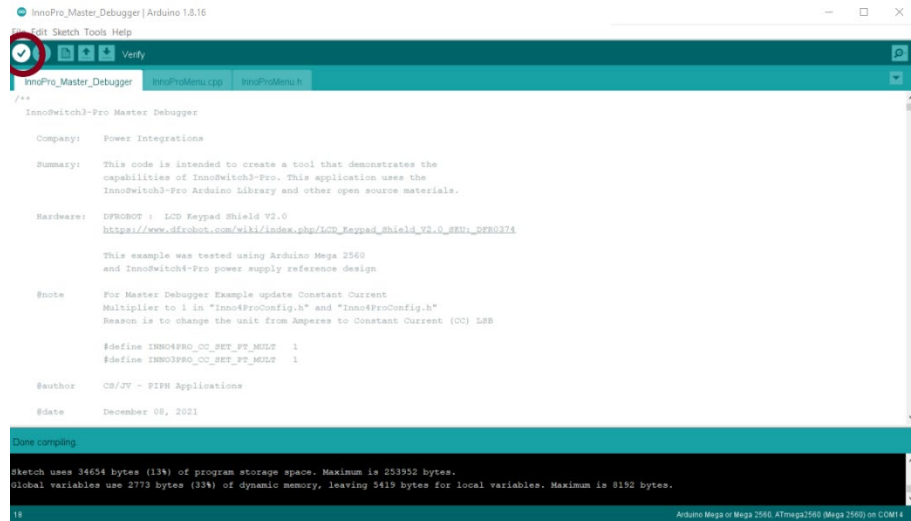 InnoPro_Master_Debugger | Arduino 1.8.16
File Edit Sketch Tools Help
Verify
InnoPro_Master_Debugger InnoProMenu.cpp InnoProMenu.h
/**
InnoSwitch3-Pro Master Debugger
Company: Power Integrations
Summary: This code is intended to create a tool that demonstrates the
capabilities of InnoSwitch3-Pro. This application uses the
InnoSwitch3-Pro Arduino Library and other open source materials.
Hardware: DFROBOT : LCD Keypad Shield V2.0
https://www.dfrobot.com/wiki/index.php/LCD_Keypad_Shield_V2.0_SKU:_DFR0374
This example was tested using Arduino Mega 2560
and InnoSwitch4-Pro power supply reference design
@note For Master Debugger Example update Constant Current
Multiplier to 1 in "Inno4ProConfig.h" and "Inno4ProConfig.h"
Reason is to change the unit from Amperes to Constant Current (CC) LSB
#define INNO4PRO_CC_SET_PT_MULT 1
#define INNO3PRO_CC_SET_PT_MULT 1
@author CS/JV - PIPH Applications
@date December 08, 2021
Done compiling.
Sketch uses 34654 bytes (13%) of program storage space. Maximum is 253952 bytes.
Global variables use 2773 bytes (33%) of dynamic memory, leaving 5419 bytes for local variables. Maximum is 8192 bytes.
18 Arduino Mega or Mega 2560, ATmega2560 (Mega 2560) on COM14